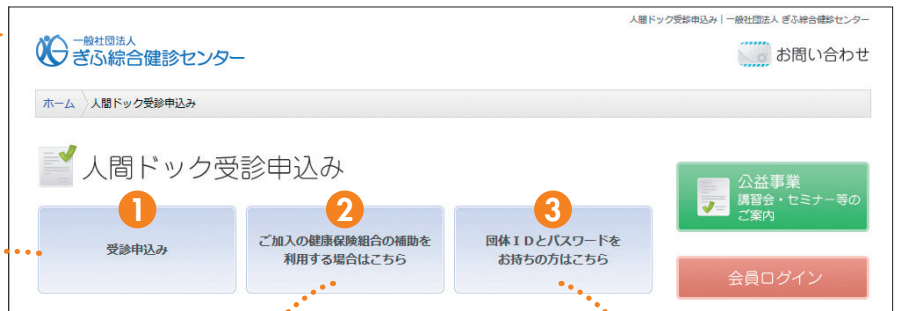 人間ドック受診申込み｜一般社団法人 ぎふ綜合健診センター
一般社団法人
ぎふ綜合健診センター
お問い合わせ
ホーム 人間ドック受診申込み
人間ドック受診申込み
公益事業
講習会・セミナー等の
ご案内
1
受診申込み
2
ご加入の健康保険組合の補助を
利用する場合はこちら
3
団体ＩＤとパスワードを
お持ちの方はこちら
会員ログイン